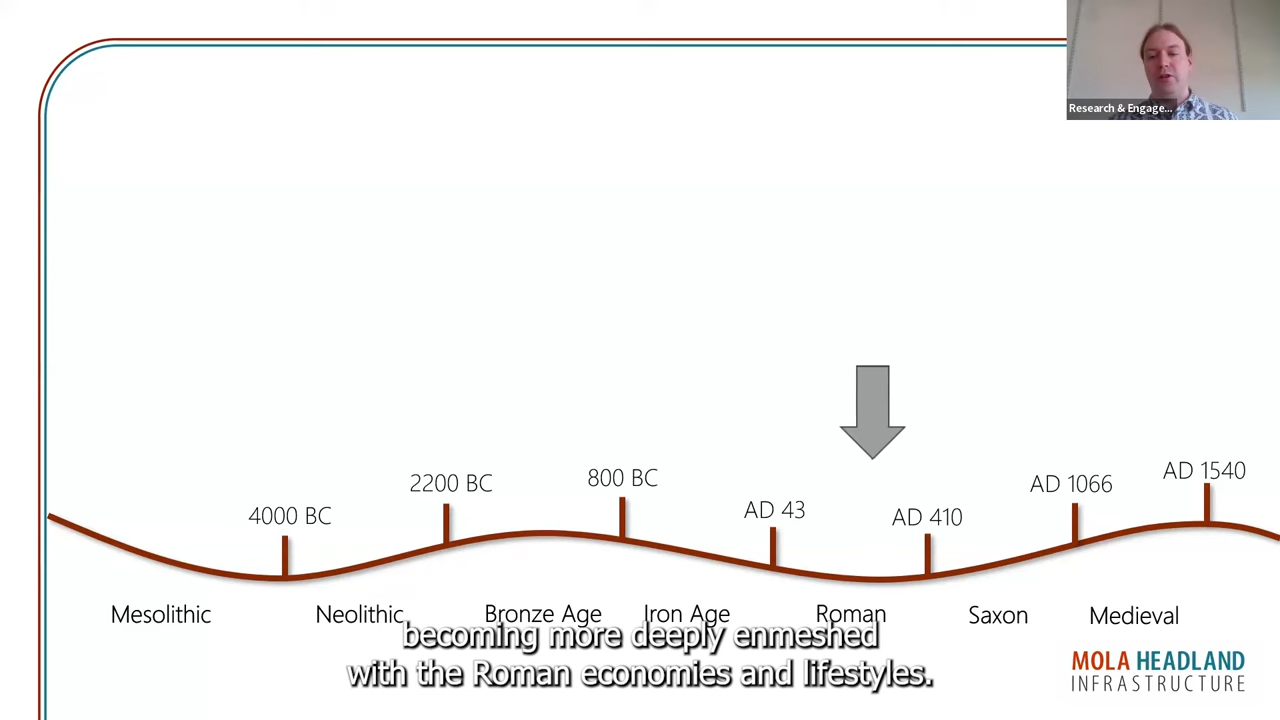 Research & Engage...
4000 BC
2200 BC
800 BC
AD 43
AD 410
AD 1066
AD 1540
Mesolithic
Neolithic
Bronze Age
Iron Age
Roman
Saxon
Medieval
becoming more deeply enmeshed
with the Roman economies and lifestyles.
MOLA HEADLAND
INFRASTRUCTURE